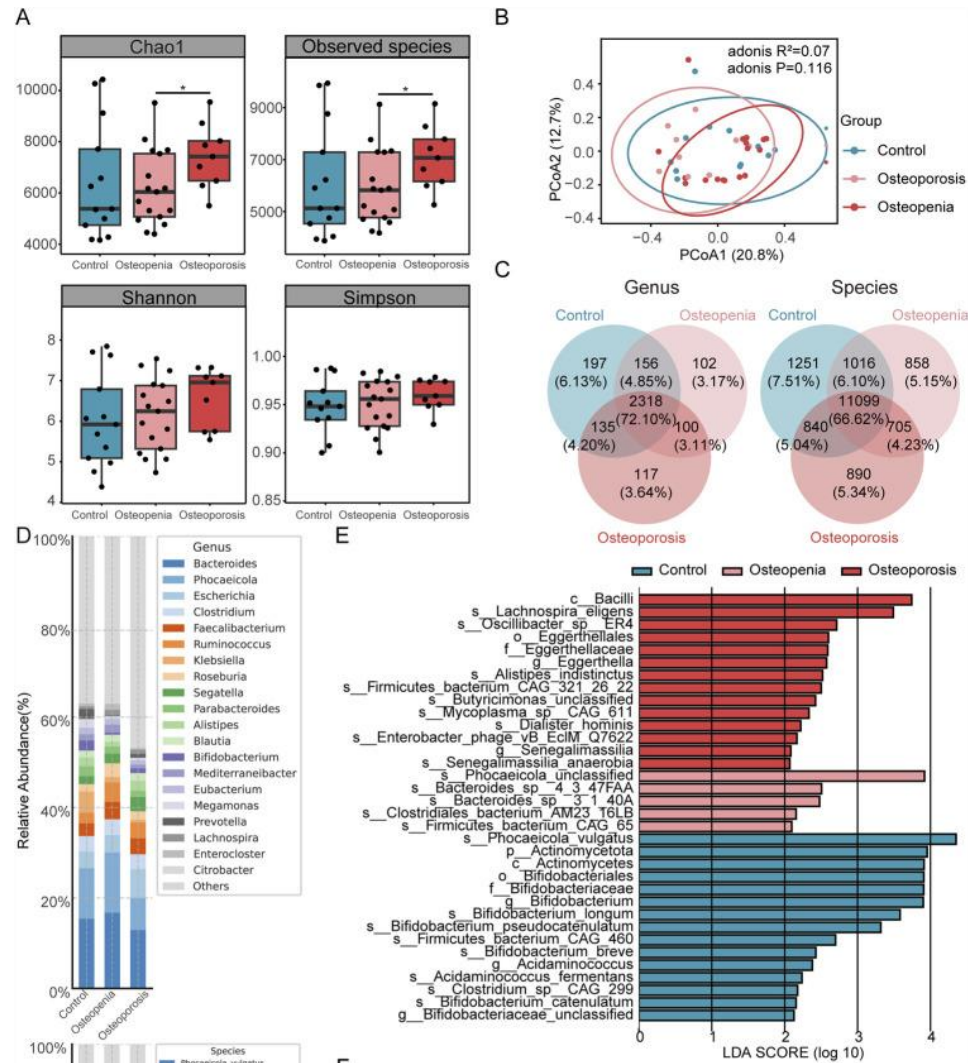 A
Chao1
10000
8000
6000
4000
Control Osteopenia Osteoporosis
*
Observed species
9000
7000
5000
Control Osteopenia Osteoporosis
*
Shannon
8
7
6
5
4
Control Osteopenia Osteoporosis
Simpson
1.00
0.95
0.90
0.85
Control Osteopenia Osteoporosis
B
adonis R²=0.07
adonis P=0.116
PCoA2 (12.7%)
0.4
0.2
0.0
−0.2
−0.4
−0.4 0.0 0.4
PCoA1 (20.8%)
Group
Control
Osteoporosis
Osteopenia
C
Genus
Control
Osteopenia
197
(6.13%)
156
(4.85%)
102
(3.17%)
2318
(72.10%)
135
(4.20%)
100
(3.11%)
117
(3.64%)
Osteoporosis
Species
Control
Osteopenia
1251
(7.51%)
1016
(6.10%)
858
(5.15%)
11099
(66.62%)
840
(5.04%)
705
(4.23%)
890
(5.34%)
Osteoporosis
D
Relative Abundance(%)
100%
80%
60%
40%
20%
0%
Control
Osteopenia
Osteoporosis
Genus
Bacteroides
Phocaeicola
Escherichia
Clostridium
Faecalibacterium
Ruminococcus
Klebsiella
Roseburia
Segatella
Parabacteroides
Alistipes
Blautia
Bifidobacterium
Mediterraneibacter
Eubacterium
Megamonas
Prevotella
Lachnospira
Enterocloster
Citrobacter
Others
100%
Species
E
Control Osteopenia Osteoporosis
c__Bacilli
s__Lachnospira_eligens
s__Oscillibacter_sp__ER4
o__Eggerthellales
f__Eggerthellaceae
g__Eggerthella
s__Alistipes_indistinctus
s__Firmicutes_bacterium_CAG_321_26_22
s__Butyricimonas_unclassified
s__Mycoplasma_sp__CAG_611
s__Dialister_hominis
s__Enterobacter_phage_vB_EclM_Q7622
g__Senegalimassilia
s__Senegalimassilia_anaerobia
s__Phocaeicola_unclassified
s__Bacteroides_sp__4_3_47FAA
s__Bacteroides_sp__3_1_40A
s__Clostridiales_bacterium_AM23_16LB
s__Firmicutes_bacterium_CAG_65
s__Phocaeicola_vulgatus
p__Actinomycetota
c__Actinomycetes
o__Bifidobacteriales
f__Bifidobacteriaceae
g__Bifidobacterium
s__Bifidobacterium_longum
s__Bifidobacterium_pseudocatenulatum
s__Firmicutes_bacterium_CAG_460
s__Bifidobacterium_breve
g__Acidaminococcus
s__Acidaminococcus_fermentans
s__Clostridium_sp__CAG_299
s__Bifidobacterium_catenulatum
g__Bifidobacteriaceae_unclassified
0 1 2 3 4
LDA SCORE (log 10)